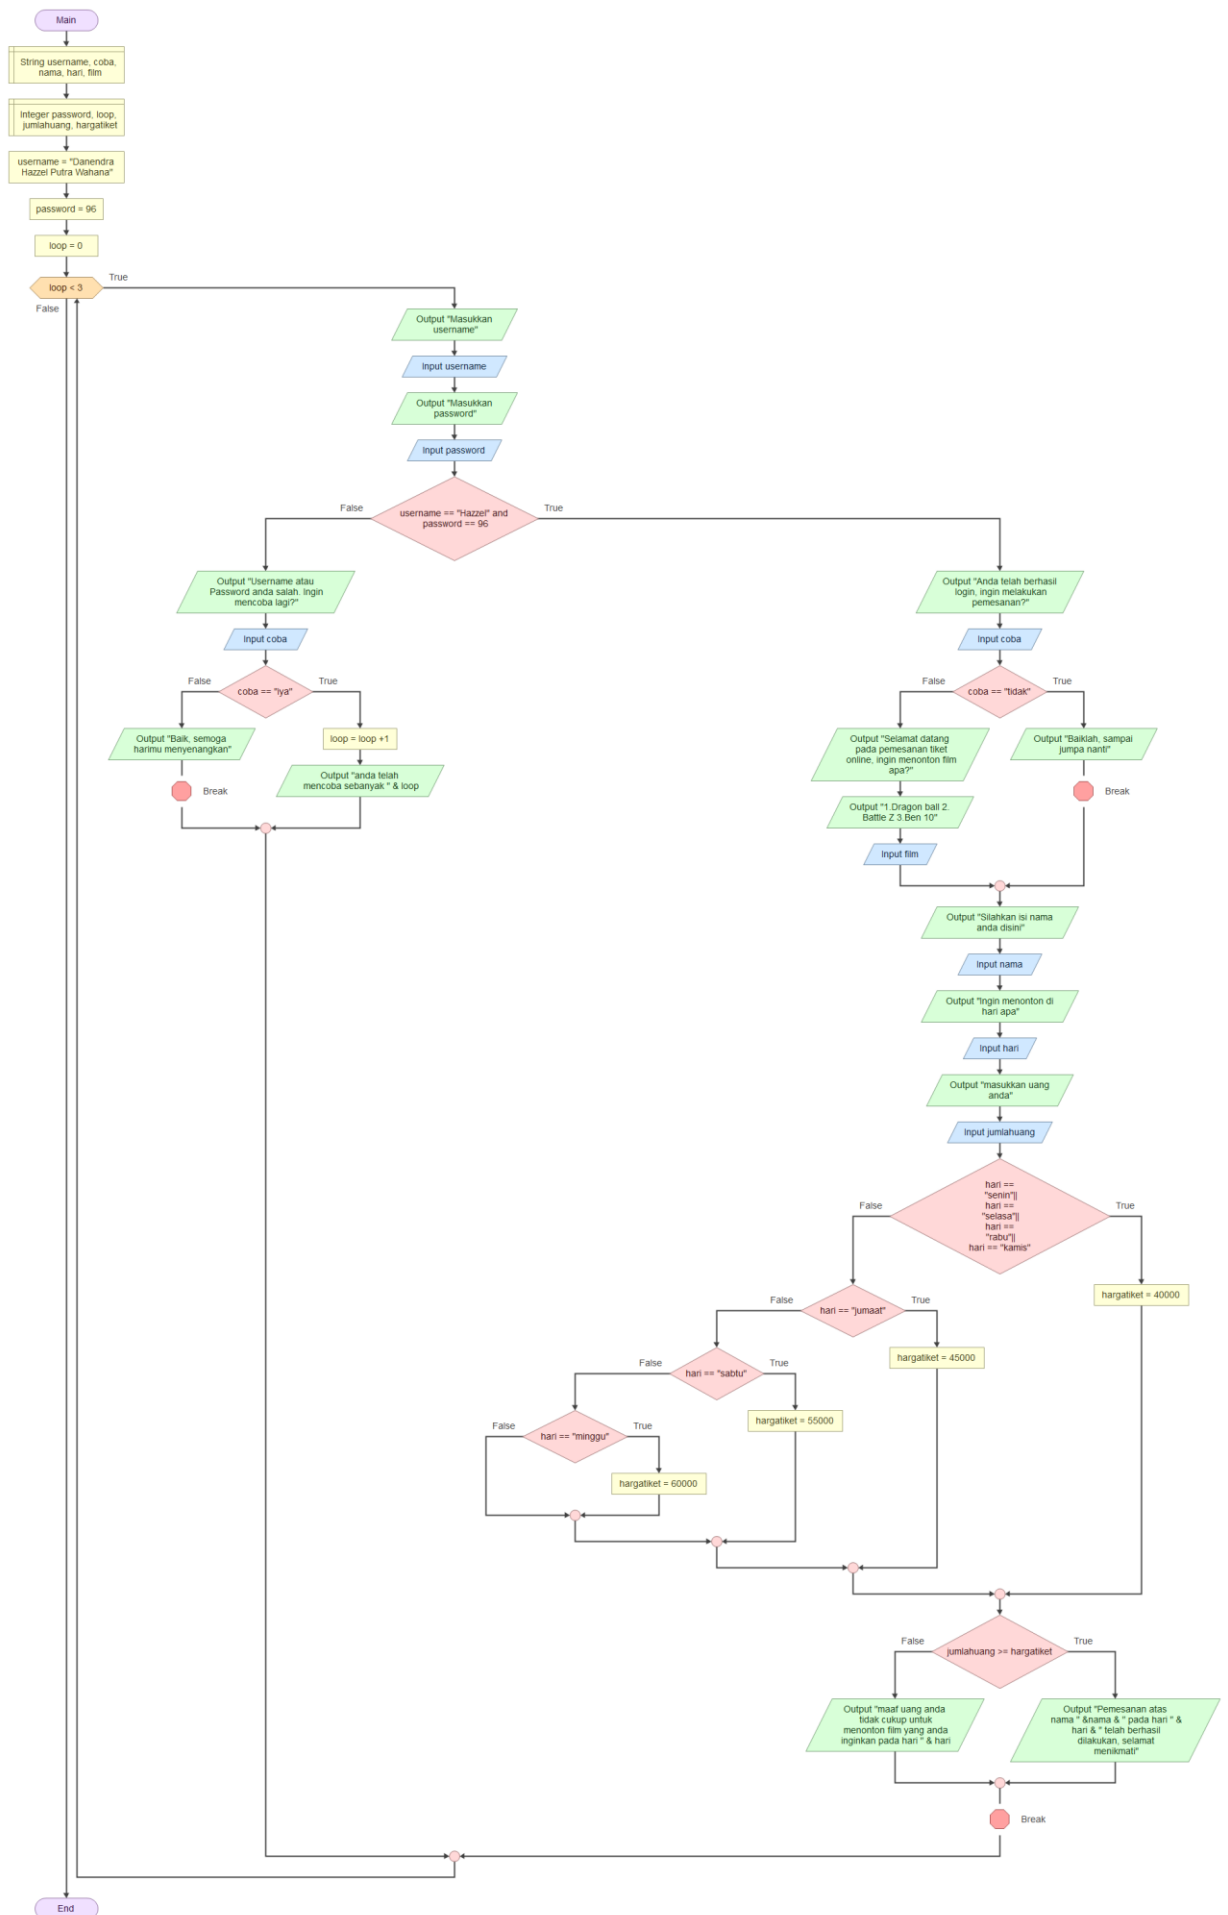 Main
String username, coba,
nama, hari, film
Integer password, loop,
jumlahuang, hargatiket
username = "Danendra
Hazzel Putra Wahana"
password = 96
loop = 0
loop < 3
True
False
Output "Masukkan
username"
Input username
Output "Masukkan
password"
Input password
username == "Hazzel" and
password == 96
False
True
Output "Username atau
Password anda salah. Ingin
mencoba lagi?"
Input coba
coba == "iya"
False
True
Output "Baik, semoga
harimu menyenangkan"
Break
loop = loop +1
Output "anda telah
mencoba sebanyak " & loop
Output "Anda telah berhasil
login, ingin melakukan
pemesanan?"
Input coba
coba == "tidak"
False
True
Output "Selamat datang
pada pemesanan tiket
online, ingin menonton film
apa?"
Output "1.Dragon ball 2.
Battle Z 3.Ben 10"
Input film
Output "Baiklah, sampai
jumpa nanti"
Break
Output "Silahkan isi nama
anda disini"
Input nama
Output "Ingin menonton di
hari apa"
Input hari
Output "masukkan uang
anda"
Input jumlahuang
hari ==
"senin"||
hari ==
"selasa"||
hari ==
"rabu"||
hari == "kamis"
False
True
hargatiket = 40000
hari == "jumaat"
False
True
hargatiket = 45000
hari == "sabtu"
False
True
hargatiket = 55000
hari == "minggu"
False
True
hargatiket = 60000
jumlahuang >= hargatiket
False
True
Output "maaf uang anda
tidak cukup untuk
menonton film yang anda
inginkan pada hari " & hari
Output "Pemesanan atas
nama " &nama & " pada hari " &
hari & " telah berhasil
dilakukan, selamat
menikmati"
Break
End